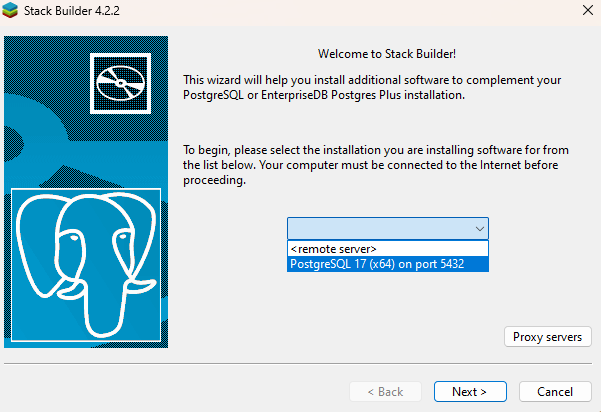 Stack Builder 4.2.2
Welcome to Stack Builder!
This wizard will help you install additional software to complement your
PostgreSQL or EnterpriseDB Postgres Plus installation.
To begin, please select the installation you are installing software for from
the list below. Your computer must be connected to the Internet before
proceeding.
<remote server>
PostgreSQL 17 (x64) on port 5432
Proxy servers
< Back
Next >
Cancel